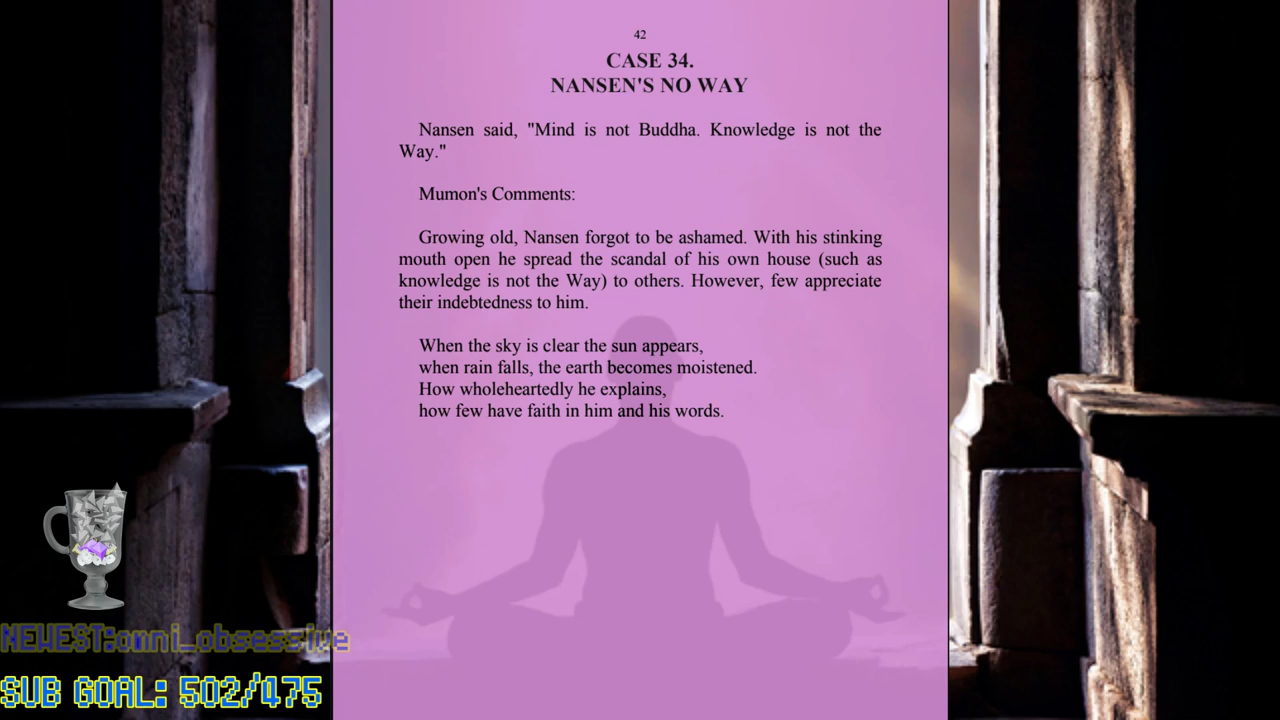 42
CASE 34.
NANSEN'S NO WAY
Nansen said, "Mind is not Buddha. Knowledge is not the
Way."
Mumon's Comments:
Growing old, Nansen forgot to be ashamed. With his stinking
mouth open he spread the scandal of his own house (such as
knowledge is not the Way) to others. However, few appreciate
their indebtedness to him.
When the sky is clear the sun appears,
when rain falls, the earth becomes moistened.
How wholeheartedly he explains,
how few have faith in him and his words.
NEWEST:omni_obsessive
SUB GOAL: 502/475